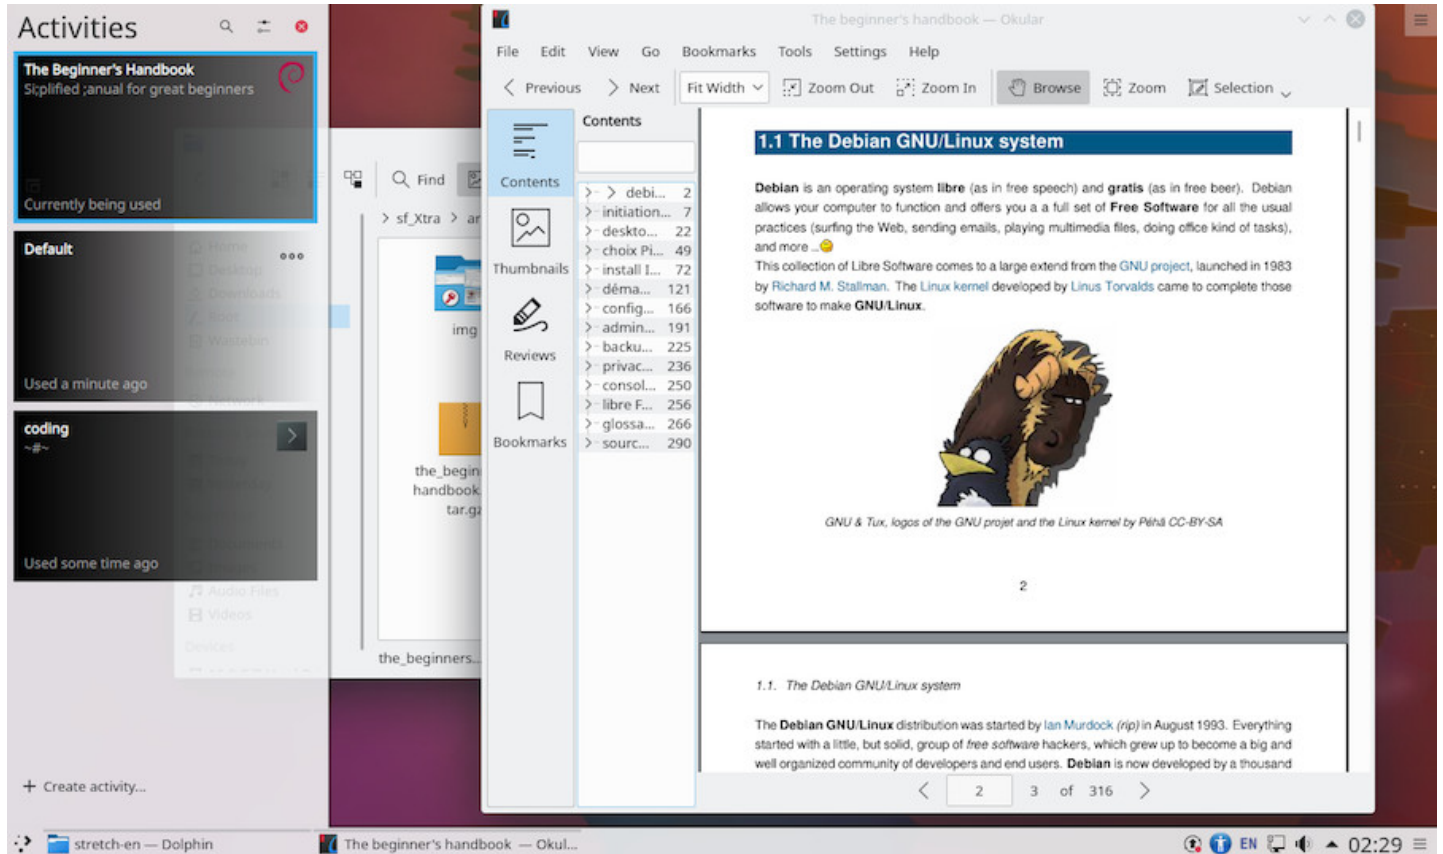 Activities
The Beginner's Handbook
Si;plified ;anual for great beginners
Currently being used
Default
Used a minute ago
coding
~#~
Used some time ago
Home
Desktop
Downloads
Root
Wastebin
Network
Documents
Audio Files
Videos
Devices
+ Create activity...
Find
> sf_Xtra > ar
img
the_begin
handbook.
tar.gz
the_beginners...
The beginner's handbook — Okular
File Edit View Go Bookmarks Tools Settings Help
Previous Next Fit Width Zoom Out Zoom In Browse Zoom Selection
Contents
Thumbnails
Reviews
Bookmarks
Contents
debi... 2
initiation... 7
deskto... 22
choix Pi... 49
install I... 72
déma... 121
config... 166
admin... 191
backu... 225
privac... 236
consol... 250
libre F... 256
glossa... 266
sourc... 290
1.1 The Debian GNU/Linux system
Debian is an operating system libre (as in free speech) and gratis (as in free beer). Debian
allows your computer to function and offers you a a full set of Free Software for all the usual
practices (surfing the Web, sending emails, playing multimedia files, doing office kind of tasks),
and more ...
This collection of Libre Software comes to a large extend from the GNU project, launched in 1983
by Richard M. Stallman. The Linux kernel developed by Linus Torvalds came to complete those
software to make GNU/Linux.
GNU & Tux, logos of the GNU projet and the Linux kernel by Péhä CC-BY-SA
2
1.1. The Debian GNU/Linux system
The Debian GNU/Linux distribution was started by Ian Murdock (rip) in August 1993. Everything
started with a little, but solid, group of free software hackers, which grew up to become a big and
well organized community of developers and end users. Debian is now developed by a thousand
2 3 of 316
stretch-en — Dolphin
The beginner's handbook — Okul...
EN 02:29